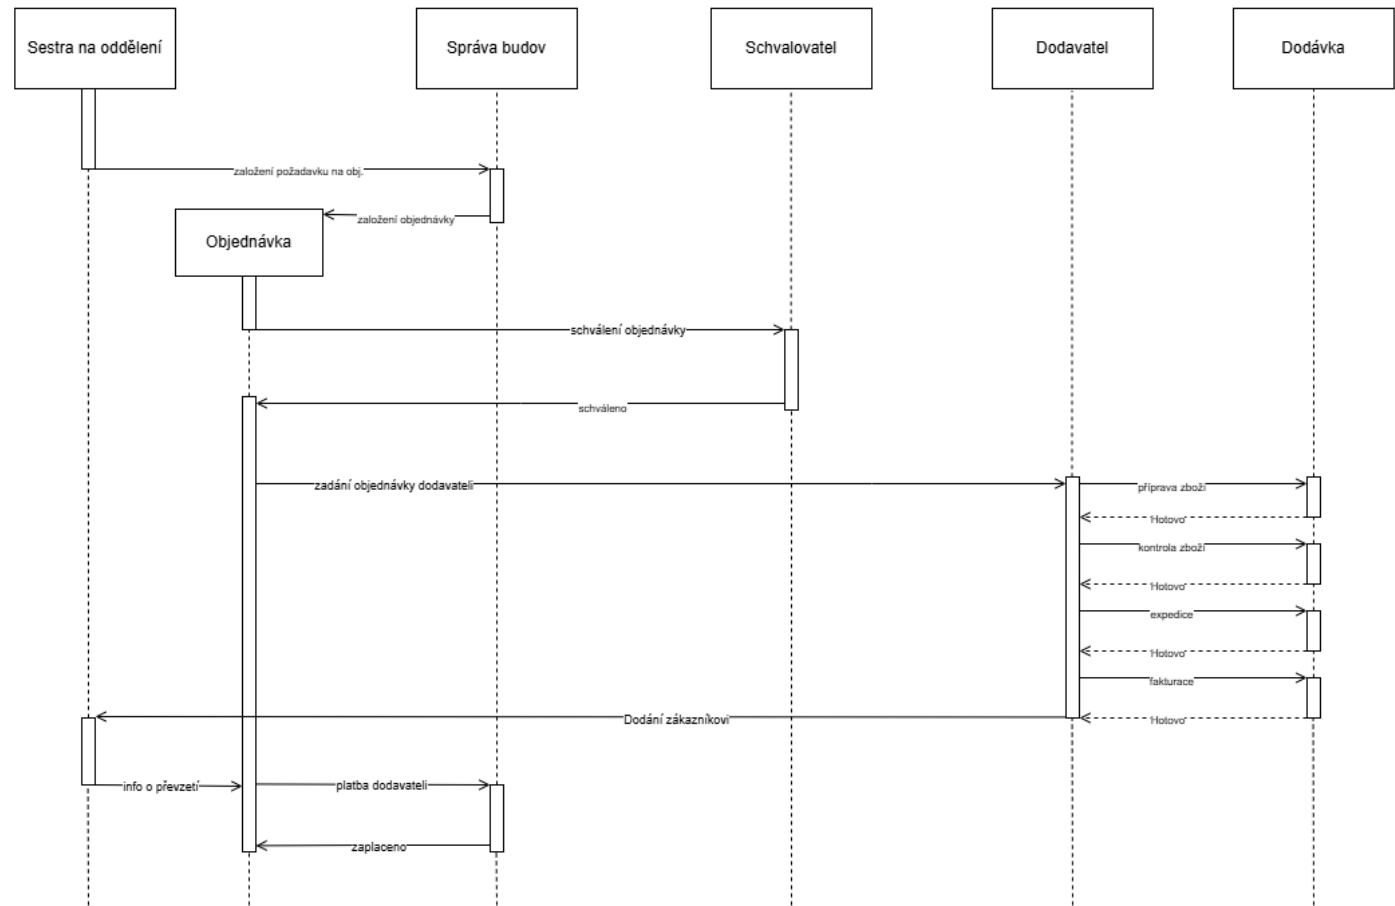 Sestra na oddělení
Správa budov
Schvalovatel
Dodavatel
Dodávka
založení požadavku na obj.
založení objednávky
Objednávka
schválení objednávky
schváleno
zadání objednávky dodavateli
příprava zboží
'Hotovo'
kontrola zboží
'Hotovo'
expedice
'Hotovo'
fakturace
Dodání zákazníkovi
'Hotovo'
info o převzetí
platba dodavateli
zaplaceno